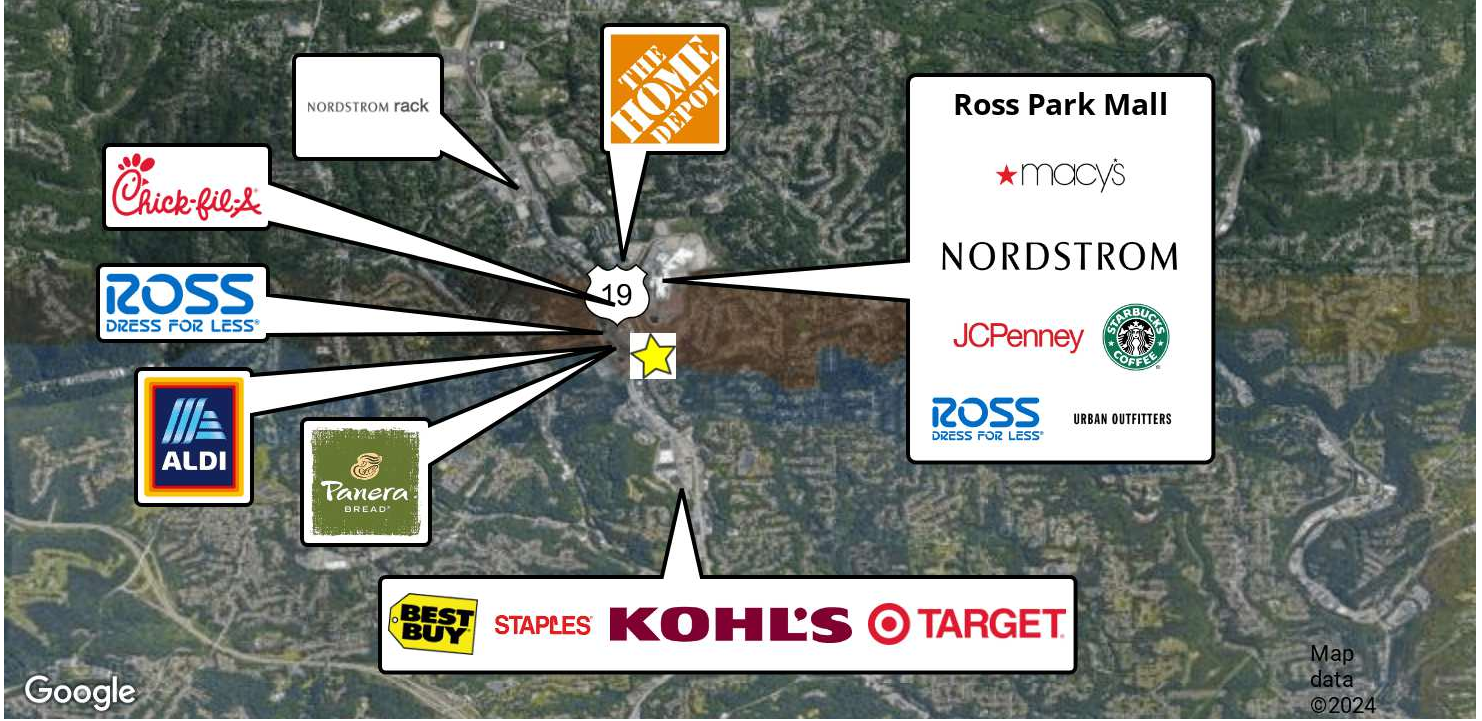 NORDSTROM rack
THE
HOME
DEPOT
Chick-fil-A
ROSS
DRESS FOR LESS®
ALDI
Panera
BREAD®
19
Ross Park Mall
macy's
NORDSTROM
JCPenney
STARBUCKS
COFFEE
ROSS
DRESS FOR LESS®
URBAN OUTFITTERS
BEST
BUY
STAPLES
KOHL'S
TARGET
Google
Map
data
©2024